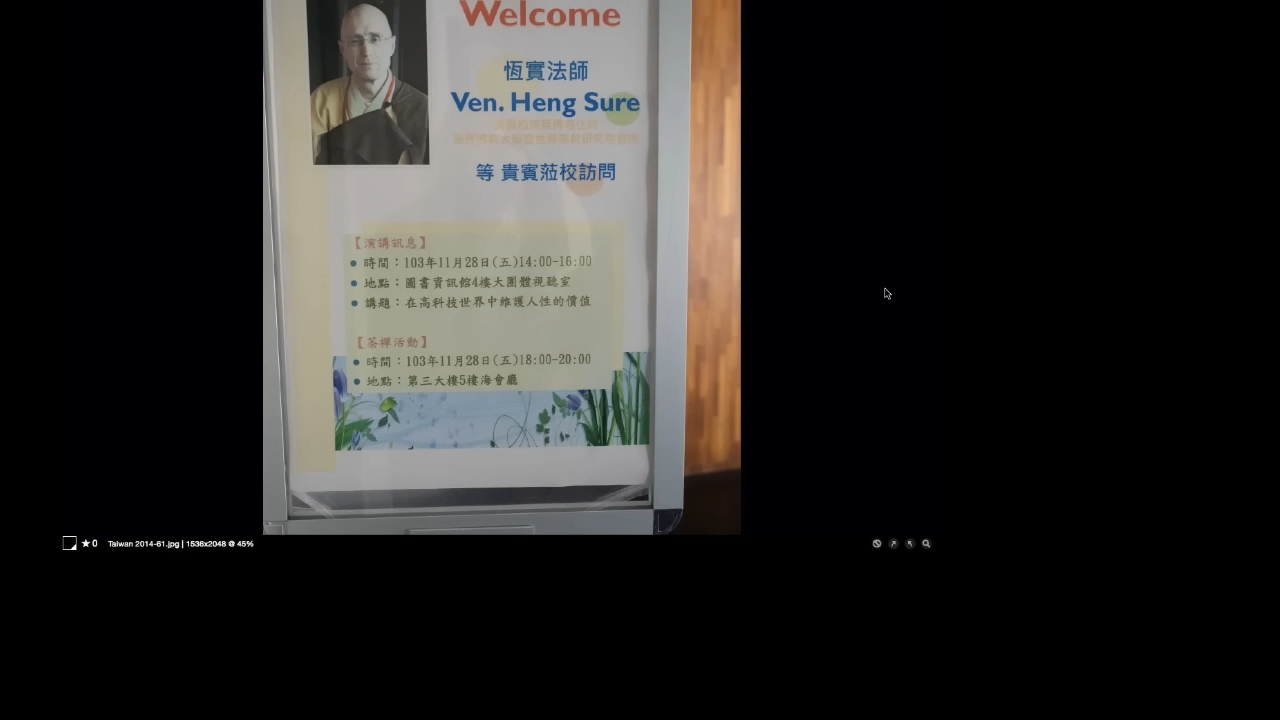 Welcome
恆實法師
Ven. Heng Sure
等 貴賓蒞校訪問
【演講訊息】
● 時間：103年11月28日(五)14:00-16:00
● 地點：圖書資訊館4樓大團體視聽室
● 講題：在高科技世界中維護人性的價值
【茶禪活動】
● 時間：103年11月28日(五)18:00-20:00
● 地點：第三大樓5樓海會廳
★0 Taiwan 2014-61.jpg | 1536x2048 @ 45%